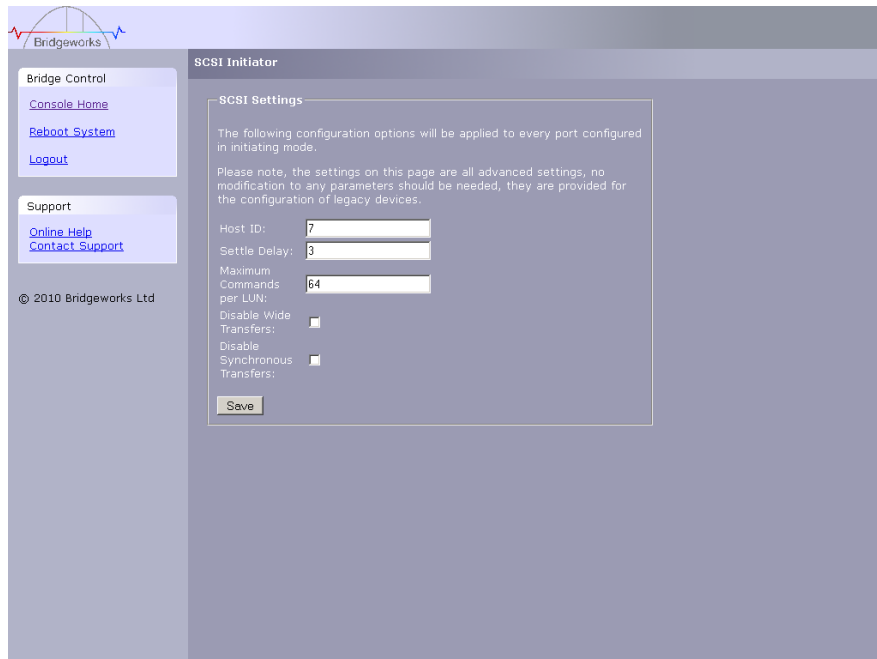 Bridgeworks
SCSI Initiator
Bridge Control
Console Home
Reboot System
Logout
Support
Online Help
Contact Support
© 2010 Bridgeworks Ltd
SCSI Settings
The following configuration options will be applied to every port configured
in initiating mode.
Please note, the settings on this page are all advanced settings, no
modification to any parameters should be needed, they are provided for
the configuration of legacy devices.
Host ID: 7
Settle Delay: 3
Maximum
Commands
per LUN: 64
Disable Wide
Transfers:
Disable
Synchronous
Transfers:
Save